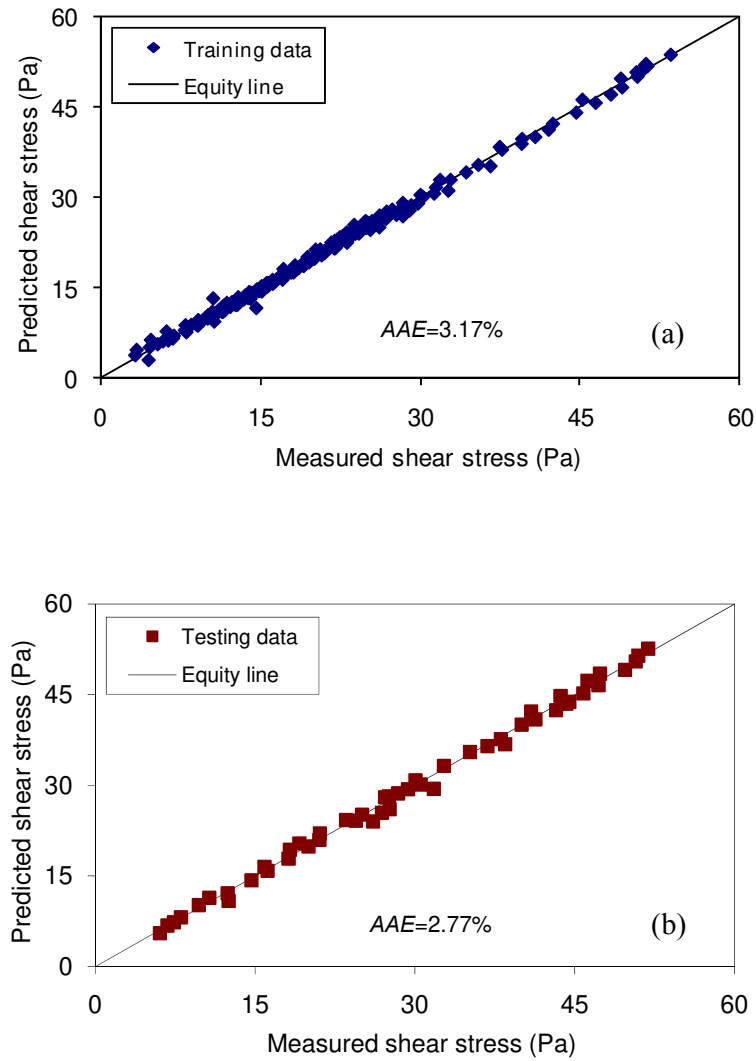 60
45
30
15
0
Predicted shear stress (Pa)
Training data
Equity line
AAE=3.17%
(a)
0 15 30 45 60
Measured shear stress (Pa)
60
45
30
15
0
Predicted shear stress (Pa)
Testing data
Equity line
AAE=2.77%
(b)
0 15 30 45 60
Measured shear stress (Pa)